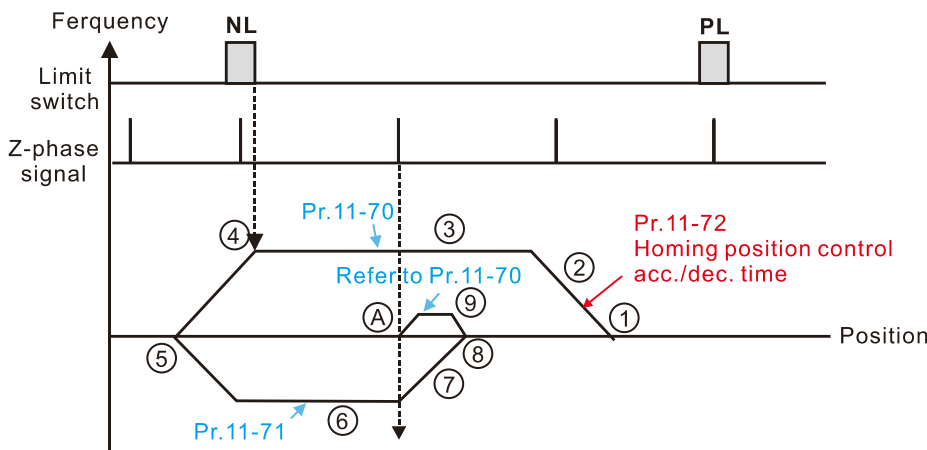 Ferquency
NL
PL
Limit
switch
Z-phase
signal
Pr.11-70
④
③
Pr.11-72
Homing position control
acc./dec. time
②
Refer to Pr.11-70
Ⓐ
⑨
①
Position
⑤
⑧
⑦
⑥
Pr.11-71